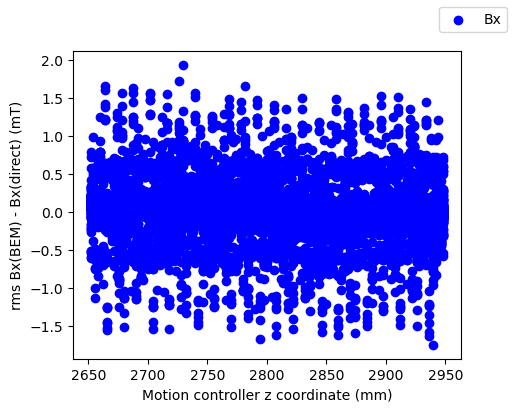 Bx
rms Bx(BEM) - Bx(direct) (mT)
2.0
1.5
1.0
0.5
0.0
−0.5
−1.0
−1.5
2650 2700 2750 2800 2850 2900 2950
Motion controller z coordinate (mm)